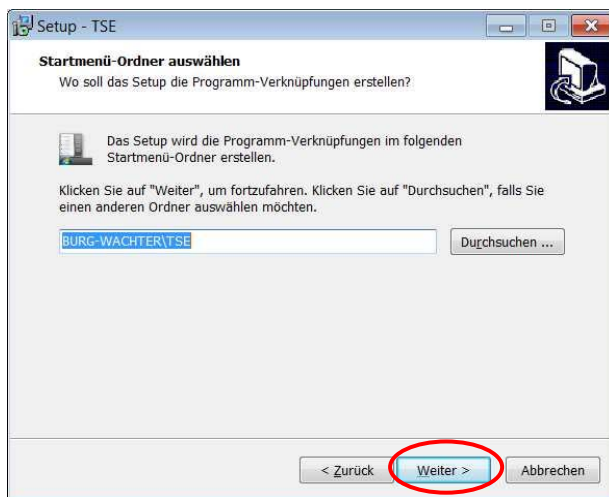 Setup - TSE
Startmenü-Ordner auswählen
Wo soll das Setup die Programm-Verknüpfungen erstellen?
Das Setup wird die Programm-Verknüpfungen im folgenden
Startmenü-Ordner erstellen.
Klicken Sie auf "Weiter", um fortzufahren. Klicken Sie auf "Durchsuchen", falls Sie
einen anderen Ordner auswählen möchten.
BURG-WACHTER\TSE
Durchsuchen ...
< Zurück
Weiter >
Abbrechen